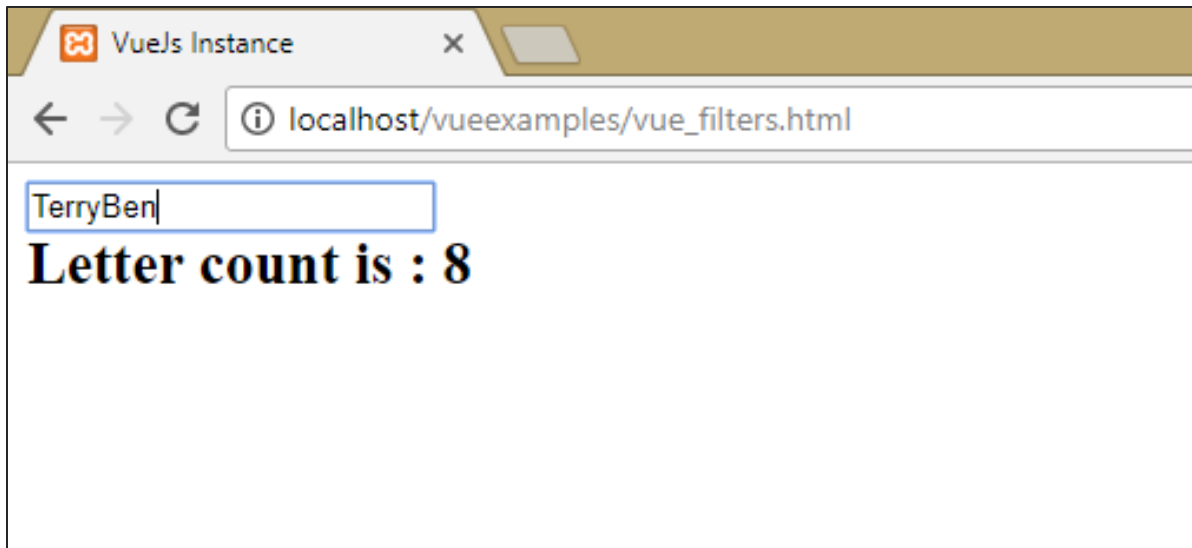 VueJs Instance
localhost/vueexamples/vue_filters.html
TerryBen
Letter count is : 8